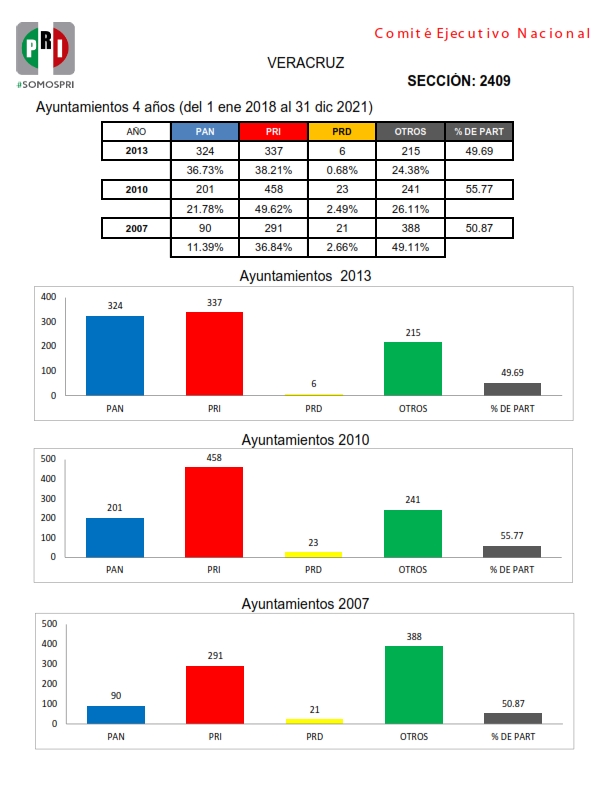 Comité Ejecutivo Nacional
PRI
#SOMOSPRI
VERACRUZ
SECCIÓN: 2409
Ayuntamientos 4 años (del 1 ene 2018 al 31 dic 2021)
AÑO PAN PRI PRD OTROS % DE PART
2013 324 337 6 215 49.69
36.73% 38.21% 0.68% 24.38%
2010 201 458 23 241 55.77
21.78% 49.62% 2.49% 26.11%
2007 90 291 21 388 50.87
11.39% 36.84% 2.66% 49.11%
Ayuntamientos 2013
400
300
200
100
0
324 337 6 215 49.69
PAN PRI PRD OTROS % DE PART
Ayuntamientos 2010
500
400
300
200
100
0
201 458 23 241 55.77
PAN PRI PRD OTROS % DE PART
Ayuntamientos 2007
500
400
300
200
100
0
90 291 21 388 50.87
PAN PRI PRD OTROS % DE PART